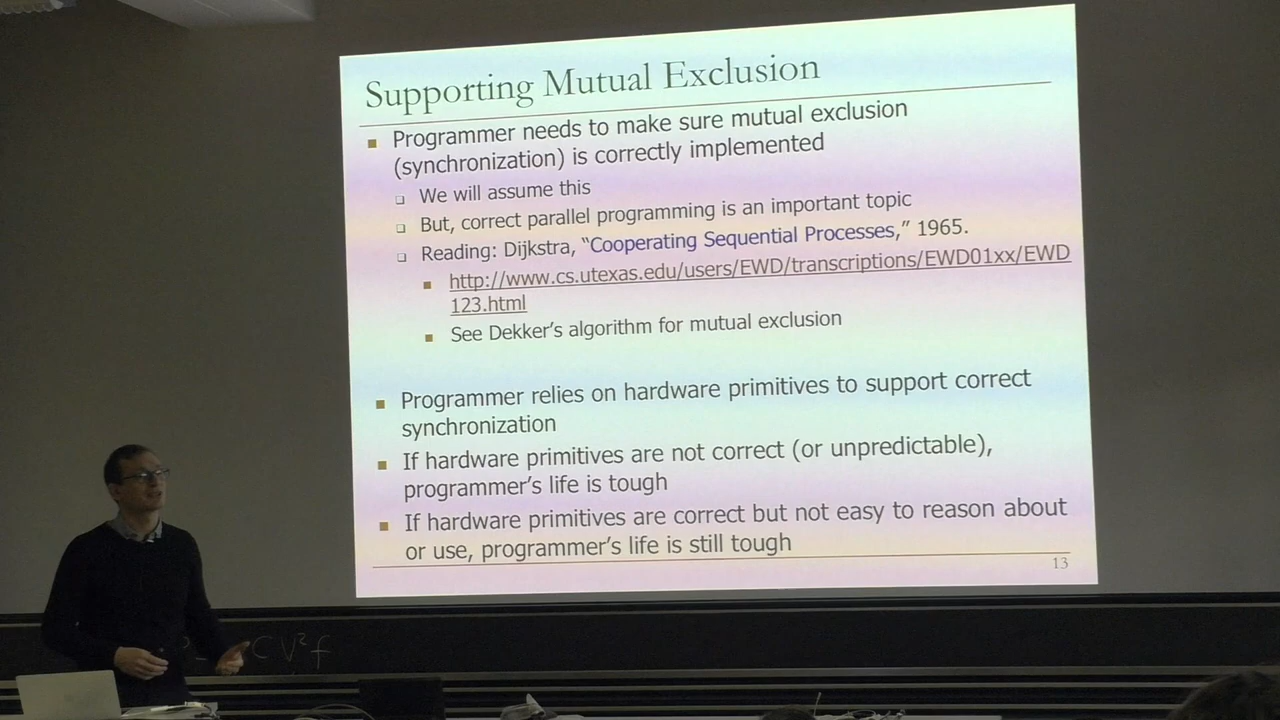 Supporting Mutual Exclusion
Programmer needs to make sure mutual exclusion
(synchronization) is correctly implemented
We will assume this
But, correct parallel programming is an important topic
Reading: Dijkstra, “Cooperating Sequential Processes,” 1965.
http://www.cs.utexas.edu/users/EWD/transcriptions/EWD01xx/EWD
123.html
See Dekker’s algorithm for mutual exclusion
Programmer relies on hardware primitives to support correct
synchronization
If hardware primitives are not correct (or unpredictable),
programmer’s life is tough
If hardware primitives are correct but not easy to reason about
or use, programmer’s life is still tough
13
CV²f